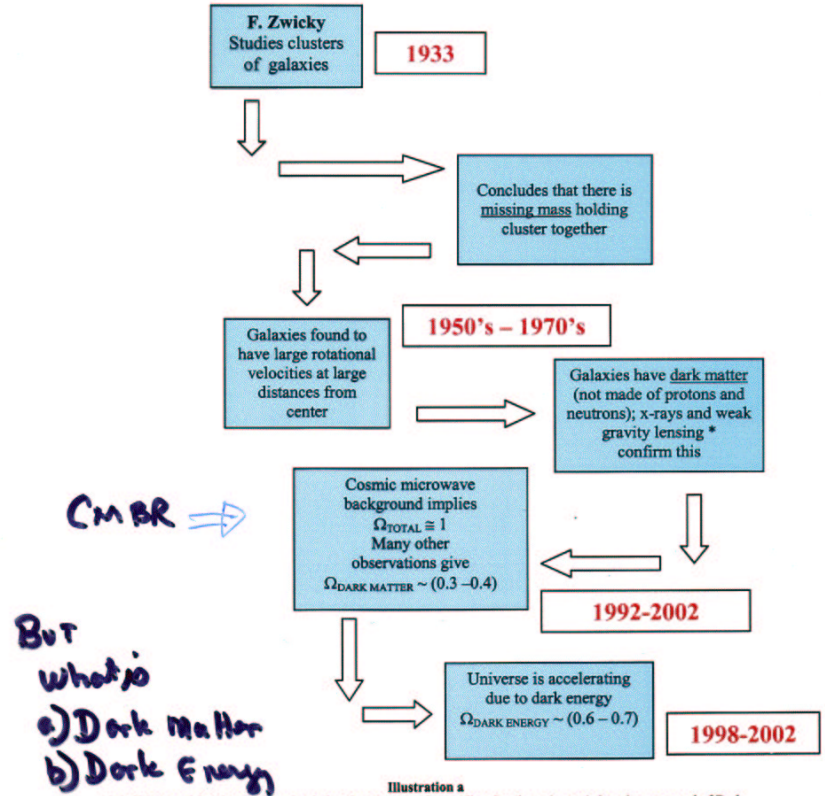 F. Zwicky
Studies clusters
of galaxies
1933
Concludes that there is
missing mass holding
cluster together
1950's – 1970's
Galaxies found to
have large rotational
velocities at large
distances from
center
Galaxies have dark matter
(not made of protons and
neutrons); x-rays and weak
gravity lensing *
confirm this
CMBR
Cosmic microwave
background implies
Ω_TOTAL ≅ 1
Many other
observations give
Ω_DARK MATTER ~ (0.3 –0.4)
1992-2002
BUT
What is
a) Dark Matter
b) Dark Energy
Universe is accelerating
due to dark energy
Ω_DARK ENERGY ~ (0.6 – 0.7)
1998-2002
Illustration a